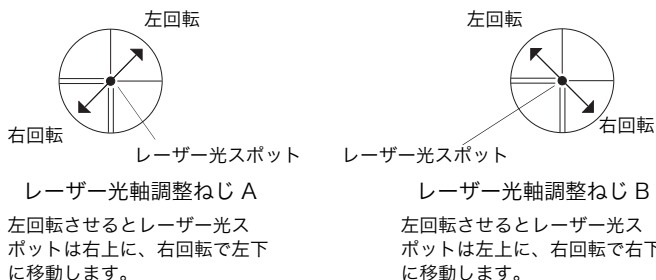 左回転
右回転
レーザー光スポット
レーザー光軸調整ねじ A
左回転させるとレーザー光ス
ポットは右上に、右回転で左下
に移動します。
左回転
右回転
レーザー光スポット
レーザー光軸調整ねじ B
左回転させるとレーザー光ス
ポットは左上に、右回転で右下
に移動します。